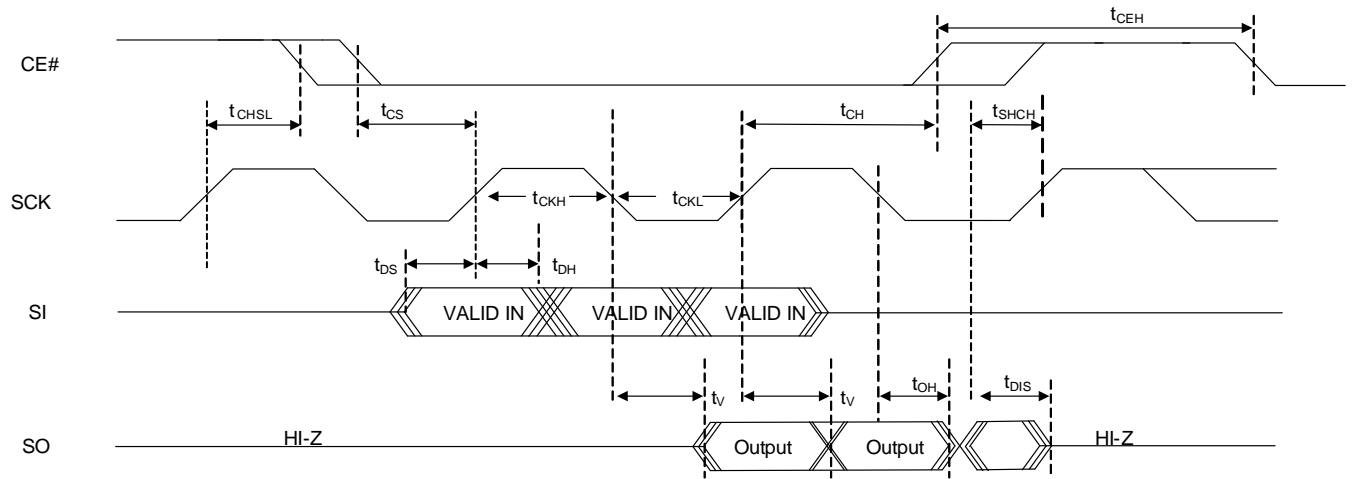 tCEH
CE#
tCHSL
tCS
tCH
tSHCH
SCK
tCKH
tCKL
tDS
tDH
SI
VALID IN
VALID IN
VALID IN
tV
tV
tOH
tDIS
SO
HI-Z
Output
Output
HI-Z